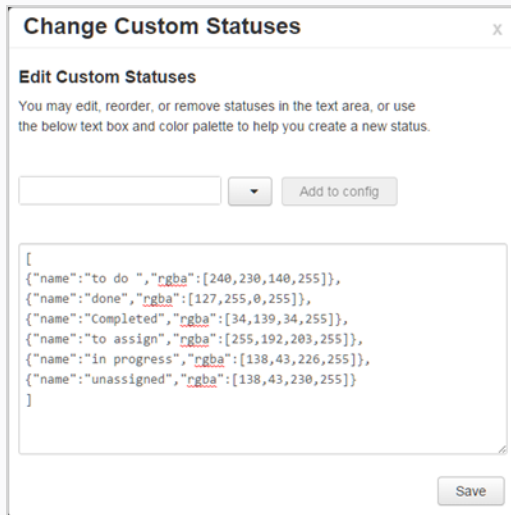 Change Custom Statuses
x
Edit Custom Statuses
You may edit, reorder, or remove statuses in the text area, or use
the below text box and color palette to help you create a new status.
Add to config
[
{"name":"to do ","rgba":[240,230,140,255]},
{"name":"done","rgba":[127,255,0,255]},
{"name":"Completed","rgba":[34,139,34,255]},
{"name":"to assign","rgba":[255,192,203,255]},
{"name":"in progress","rgba":[138,43,226,255]},
{"name":"unassigned","rgba":[138,43,230,255]}
]
Save